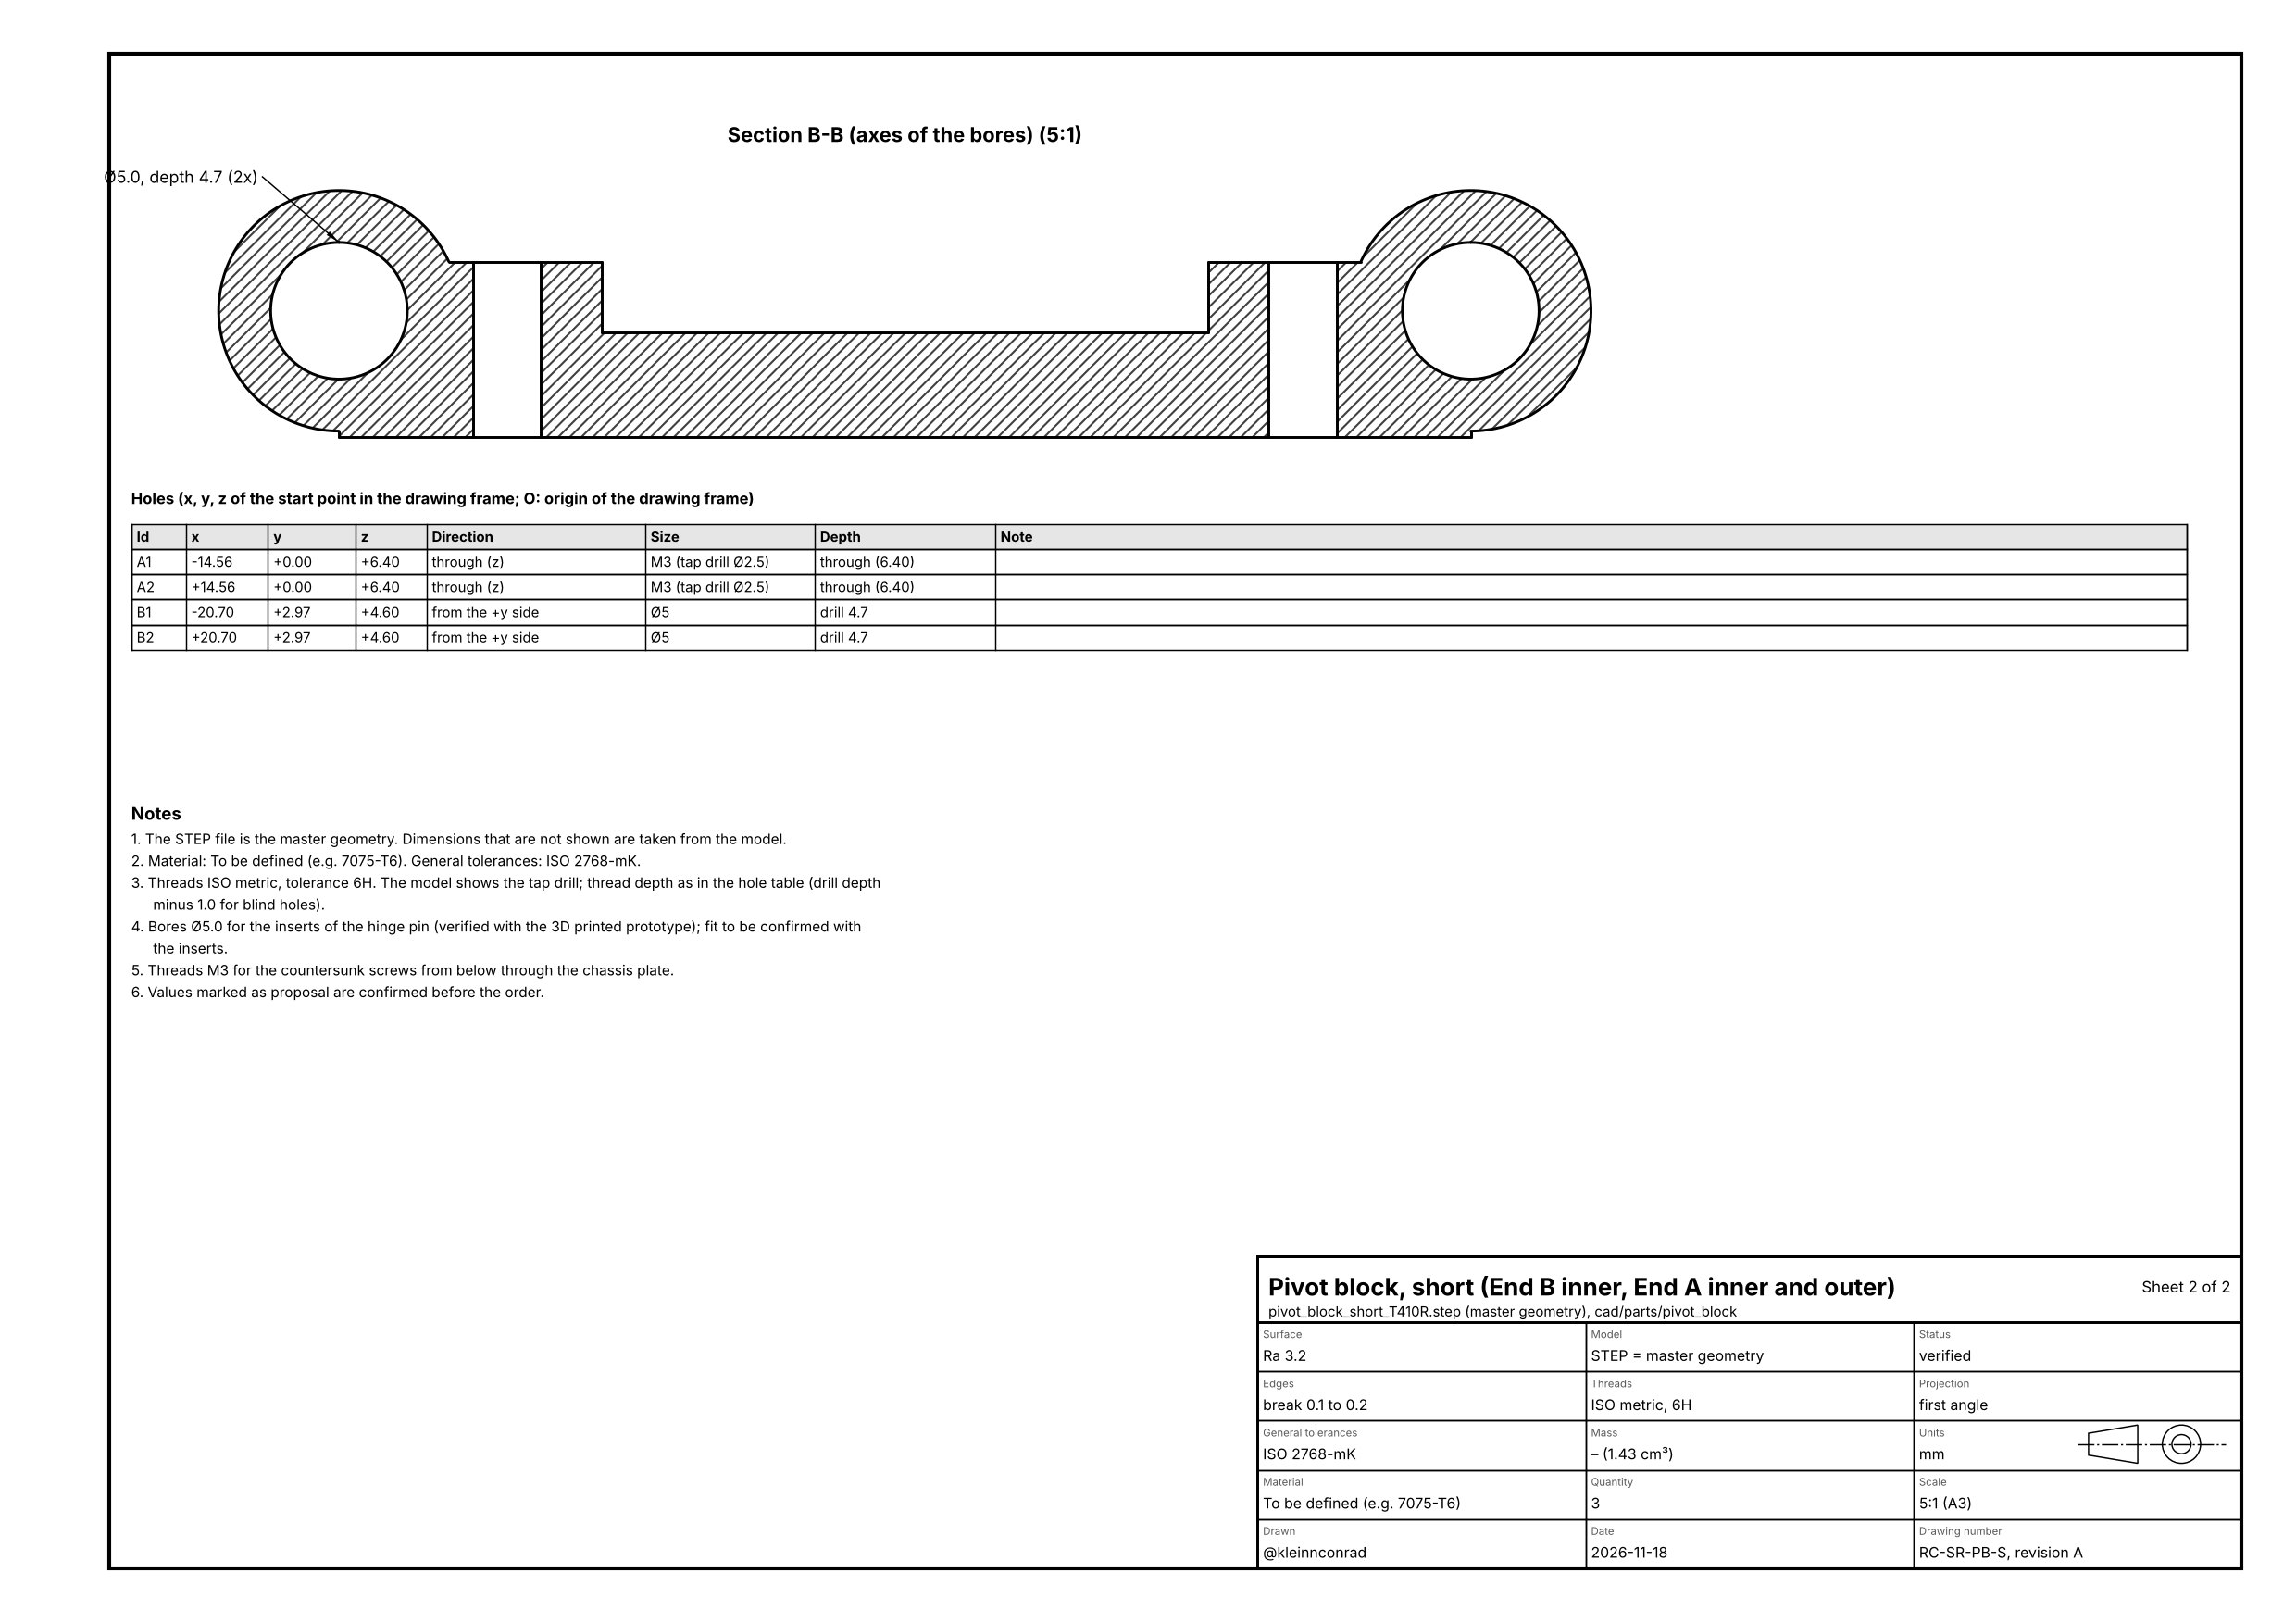 Section B-B (axes of the bores) (5:1)
Ø5.0, depth 4.7 (2x)
Holes (x, y, z of the start point in the drawing frame; O: origin of the drawing frame)
Id x y z Direction Size Depth Note
A1 -14.56 +0.00 +6.40 through (z) M3 (tap drill Ø2.5) through (6.40)
A2 +14.56 +0.00 +6.40 through (z) M3 (tap drill Ø2.5) through (6.40)
B1 -20.70 +2.97 +4.60 from the +y side Ø5 drill 4.7
B2 +20.70 +2.97 +4.60 from the +y side Ø5 drill 4.7
Notes
1. The STEP file is the master geometry. Dimensions that are not shown are taken from the model.
2. Material: To be defined (e.g. 7075-T6). General tolerances: ISO 2768-mK.
3. Threads ISO metric, tolerance 6H. The model shows the tap drill; thread depth as in the hole table (drill depth
minus 1.0 for blind holes).
4. Bores Ø5.0 for the inserts of the hinge pin (verified with the 3D printed prototype); fit to be confirmed with
the inserts.
5. Threads M3 for the countersunk screws from below through the chassis plate.
6. Values marked as proposal are confirmed before the order.
Pivot block, short (End B inner, End A inner and outer) Sheet 2 of 2
pivot_block_short_T410R.step (master geometry), cad/parts/pivot_block
Surface Model Status
Ra 3.2 STEP = master geometry verified
Edges Threads Projection
break 0.1 to 0.2 ISO metric, 6H first angle
General tolerances Mass Units
ISO 2768-mK – (1.43 cm³) mm
Material Quantity Scale
To be defined (e.g. 7075-T6) 3 5:1 (A3)
Drawn Date Drawing number
@kleinnconrad 2026-11-18 RC-SR-PB-S, revision A